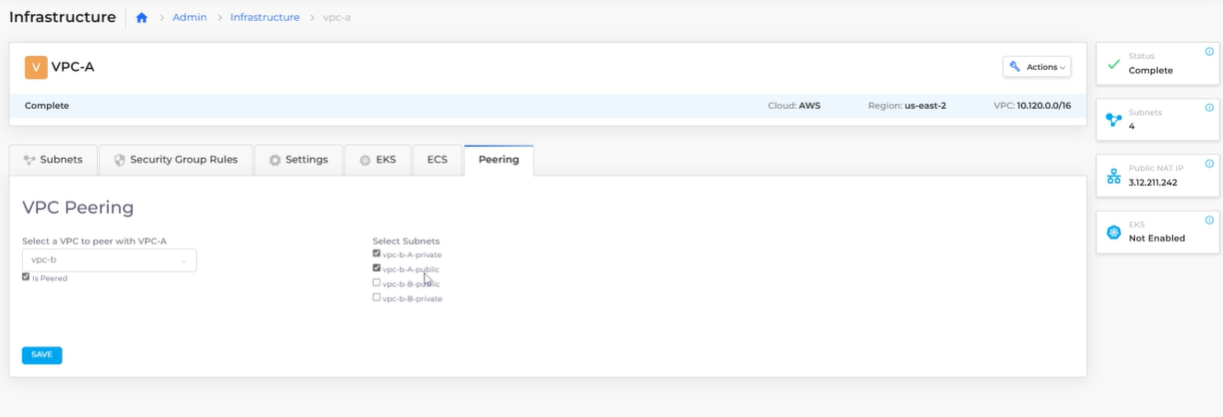 Infrastructure > Admin > Infrastructure > vpc-a
V VPC-A
Actions
Complete
Cloud: AWS Region: us-east-2 VPC: 10.120.0.0/16
Subnets Security Group Rules Settings EKS ECS Peering
VPC Peering
Select a VPC to peer with VPC-A
vpc-b
Is Peered
Select Subnets
vpc-b-A-private
vpc-b-A-public
vpc-b-B-public
vpc-b-B-private
SAVE
Status
Complete
Subnets
4
Public NAT IP
3.12.211.242
EKS
Not Enabled